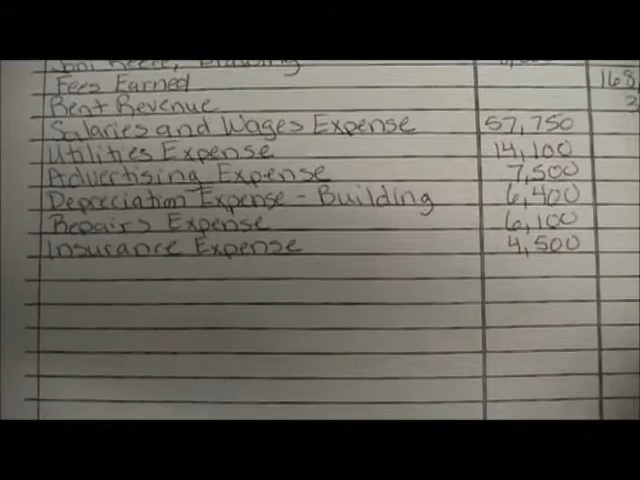 Fees Earned 168,
Rent Revenue
Salaries and Wages Expense 57,750
Utilities Expense 14,100
Advertising Expense 7,500
Depreciation Expense - Building 6,400
Repairs Expense 6,100
Insurance Expense 4,500